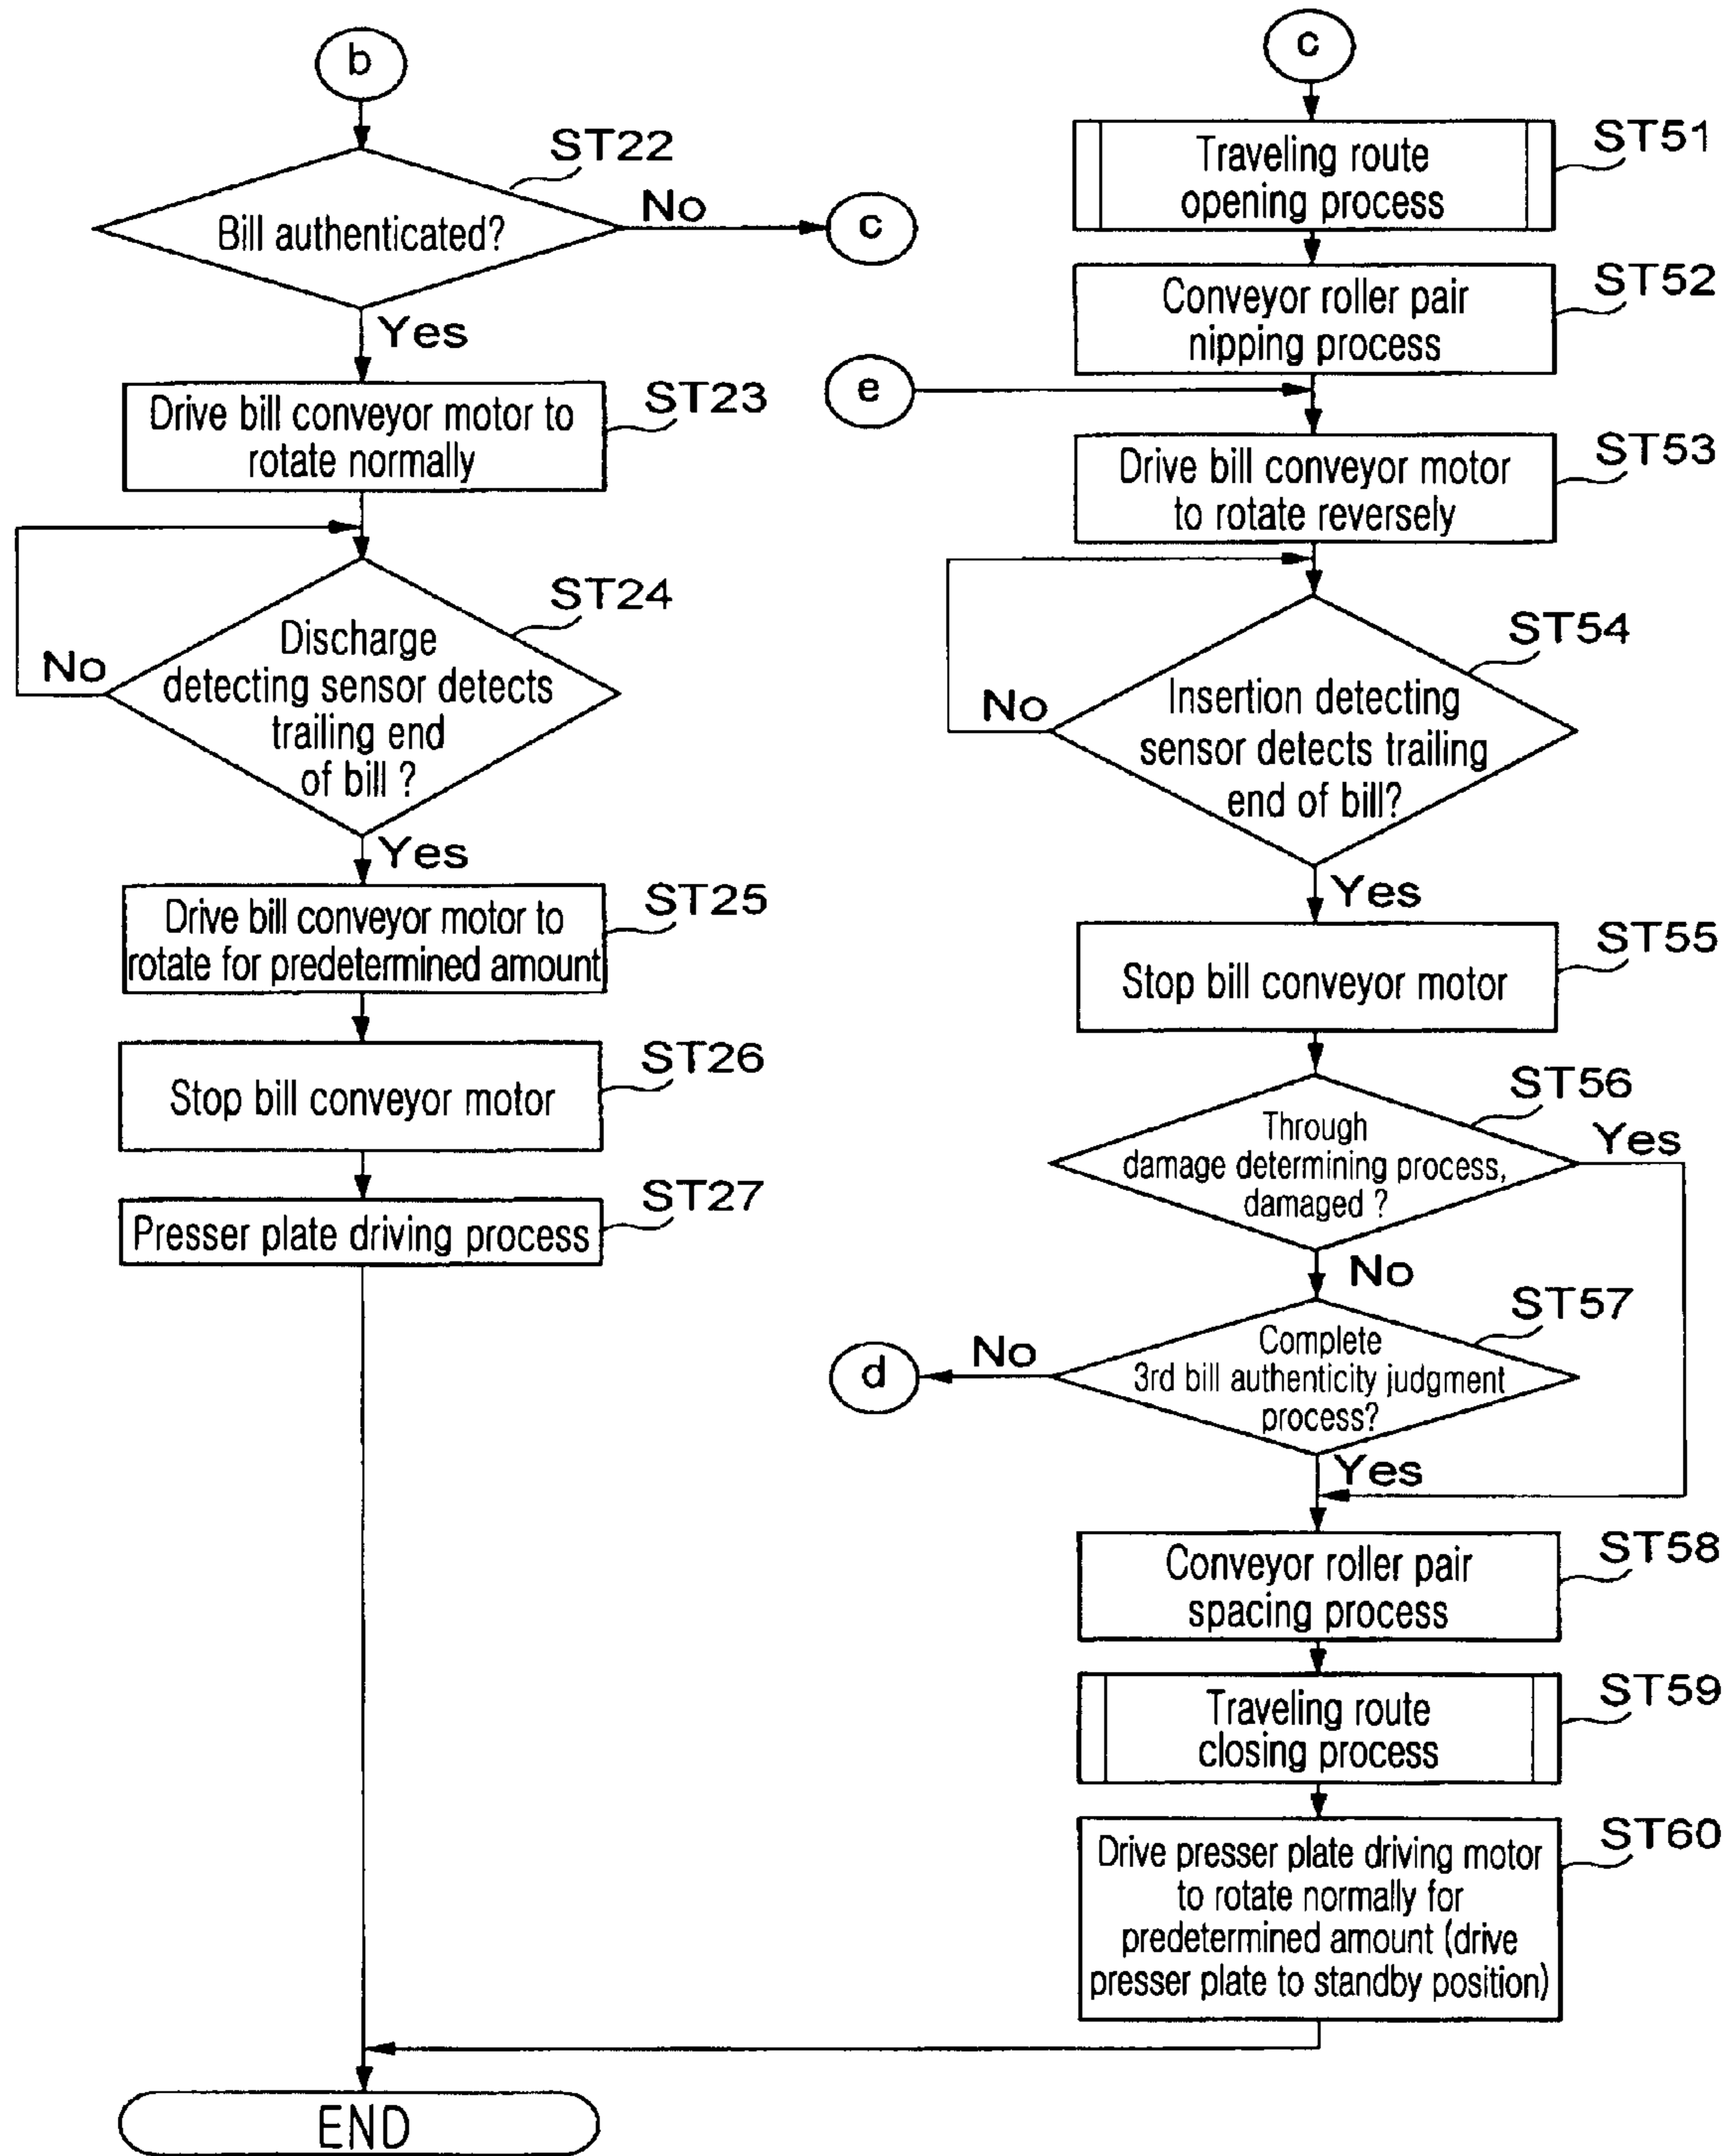 b
ST22
Bill authenticated?
No
c
Yes
ST23
Drive bill conveyor motor to
rotate normally
ST24
Discharge
detecting sensor detects
trailing end
of bill ?
No
Yes
ST25
Drive bill conveyor motor to
rotate for predetermined amount
ST26
Stop bill conveyor motor
ST27
Presser plate driving process
END
c
ST51
Traveling route
opening process
ST52
Conveyor roller pair
nipping process
e
ST53
Drive bill conveyor motor
to rotate reversely
ST54
Insertion detecting
sensor detects trailing
end of bill?
No
Yes
ST55
Stop bill conveyor motor
ST56
Through
damage determining process,
damaged ?
Yes
No
ST57
Complete
3rd bill authenticity judgment
process?
No
d
Yes
ST58
Conveyor roller pair
spacing process
ST59
Traveling route
closing process
ST60
Drive presser plate driving motor
to rotate normally for
predetermined amount (drive
presser plate to standby position)